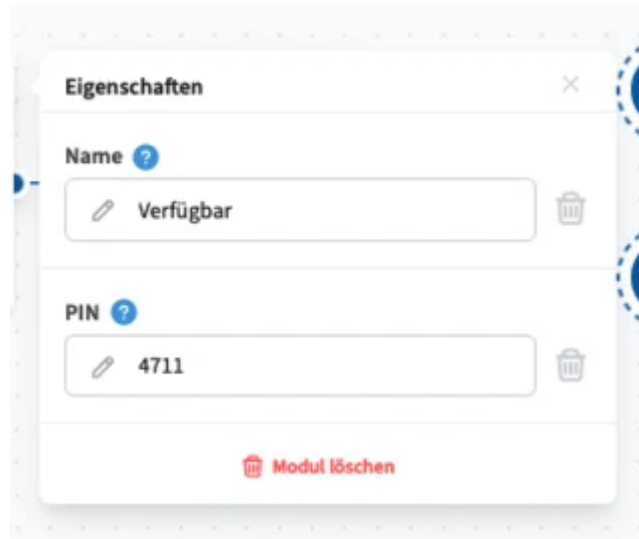 Eigenschaften
Name ?
Verfügbar
PIN ?
4711
Modul löschen